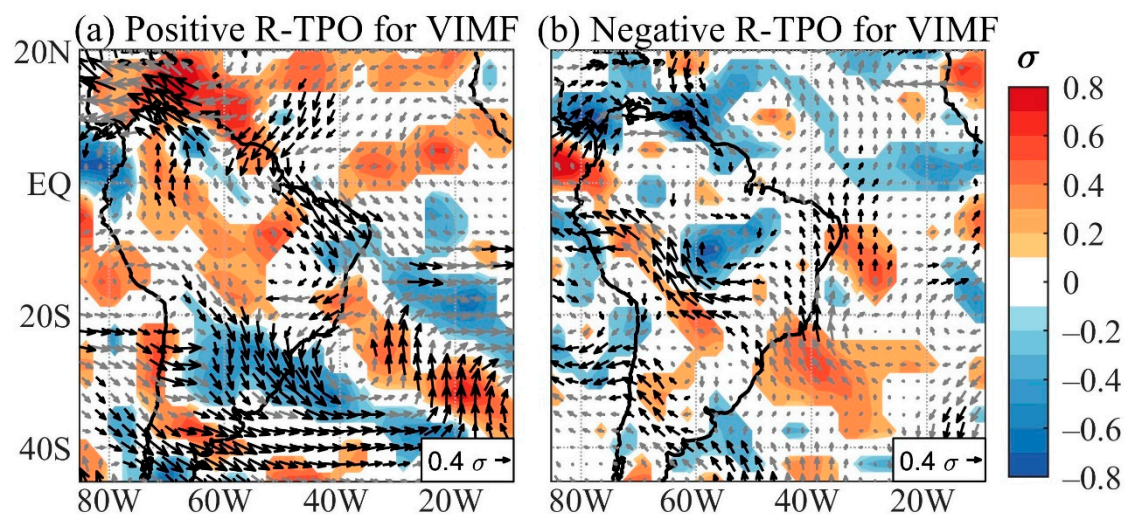 (a) Positive R-TPO for VIMF
(b) Negative R-TPO for VIMF
σ
20N
EQ
20S
40S
80W 60W 40W 20W
80W 60W 40W 20W
0.4 σ
0.4 σ
0.8
0.6
0.4
0.2
0
–0.2
–0.4
–0.6
–0.8